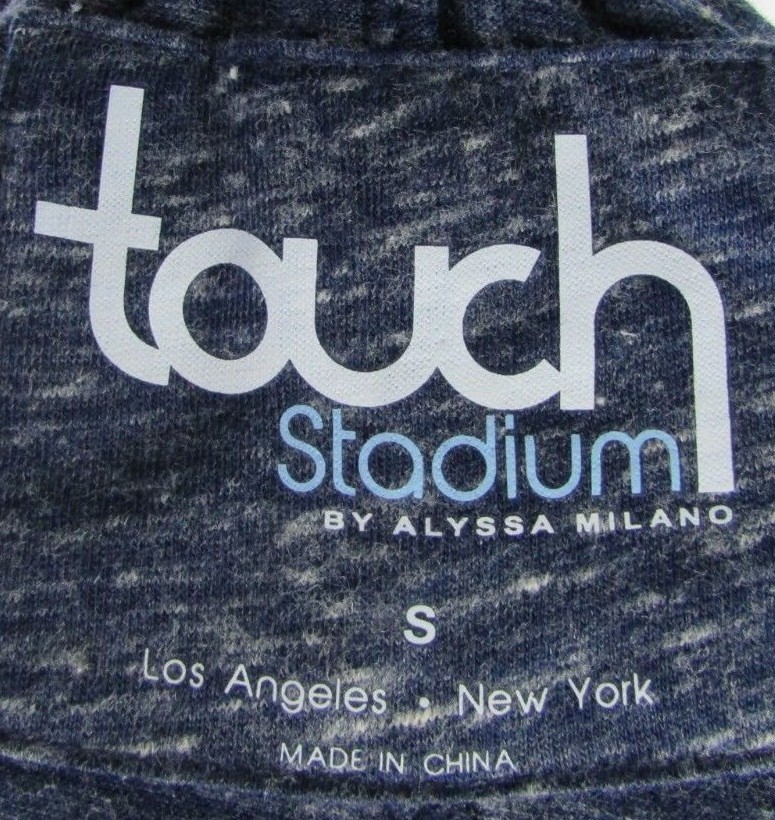 touch
Stadium
BY ALYSSA MILANO
S
Los Angeles • New York
MADE IN CHINA